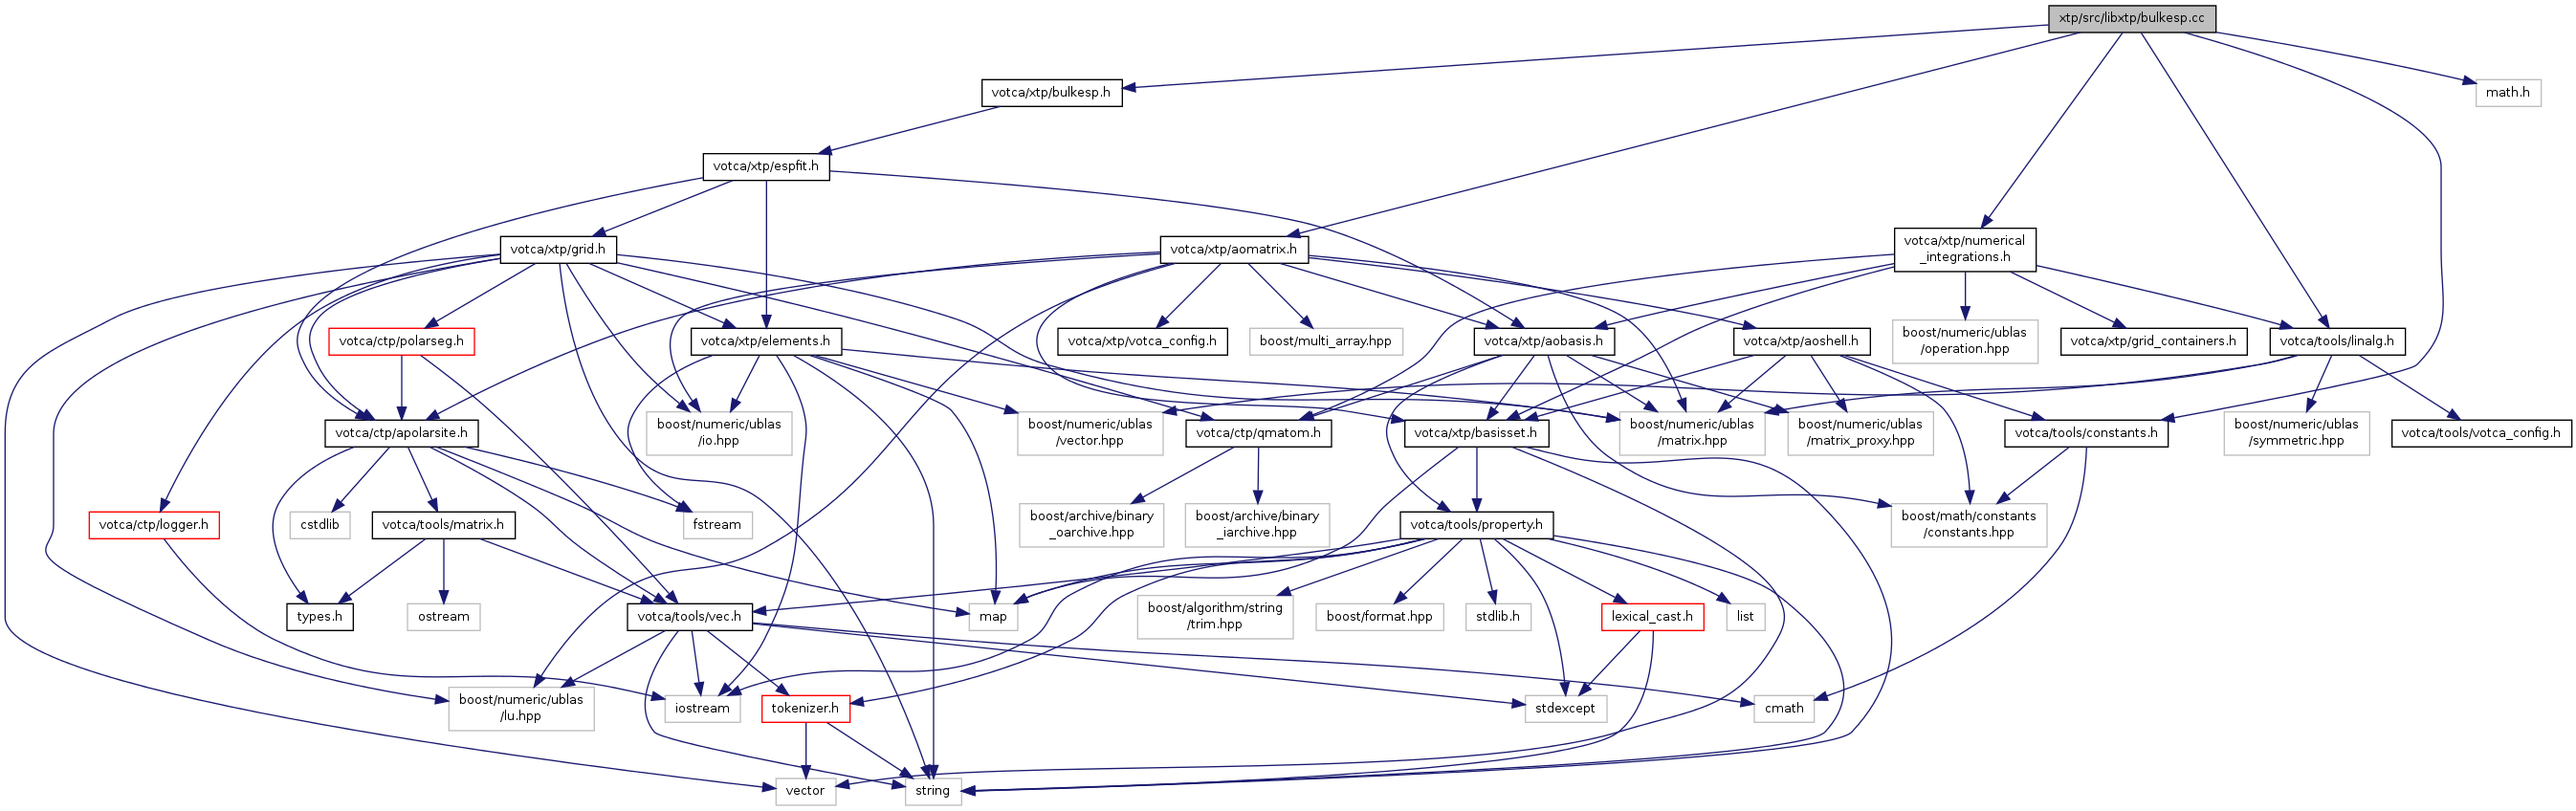 xtp/src/libxtp/bulkesp.cc
votca/xtp/bulkesp.h
math.h
votca/xtp/espfit.h
votca/xtp/grid.h
votca/xtp/aomatrix.h
votca/xtp/numerical
_integrations.h
votca/ctp/polarseg.h
votca/xtp/elements.h
votca/xtp/votca_config.h
boost/multi_array.hpp
votca/xtp/aobasis.h
votca/xtp/aoshell.h
boost/numeric/ublas
/operation.hpp
votca/xtp/grid_containers.h
votca/tools/linalg.h
votca/ctp/apolarsite.h
boost/numeric/ublas
/io.hpp
boost/numeric/ublas
/vector.hpp
votca/ctp/qmatom.h
votca/xtp/basisset.h
boost/numeric/ublas
/matrix.hpp
boost/numeric/ublas
/matrix_proxy.hpp
votca/tools/constants.h
boost/numeric/ublas
/symmetric.hpp
votca/tools/votca_config.h
votca/ctp/logger.h
cstdlib
votca/tools/matrix.h
fstream
boost/archive/binary
_oarchive.hpp
boost/archive/binary
_iarchive.hpp
votca/tools/property.h
boost/math/constants
/constants.hpp
types.h
ostream
votca/tools/vec.h
map
boost/algorithm/string
/trim.hpp
boost/format.hpp
stdlib.h
lexical_cast.h
list
boost/numeric/ublas
/lu.hpp
iostream
tokenizer.h
stdexcept
cmath
vector
string